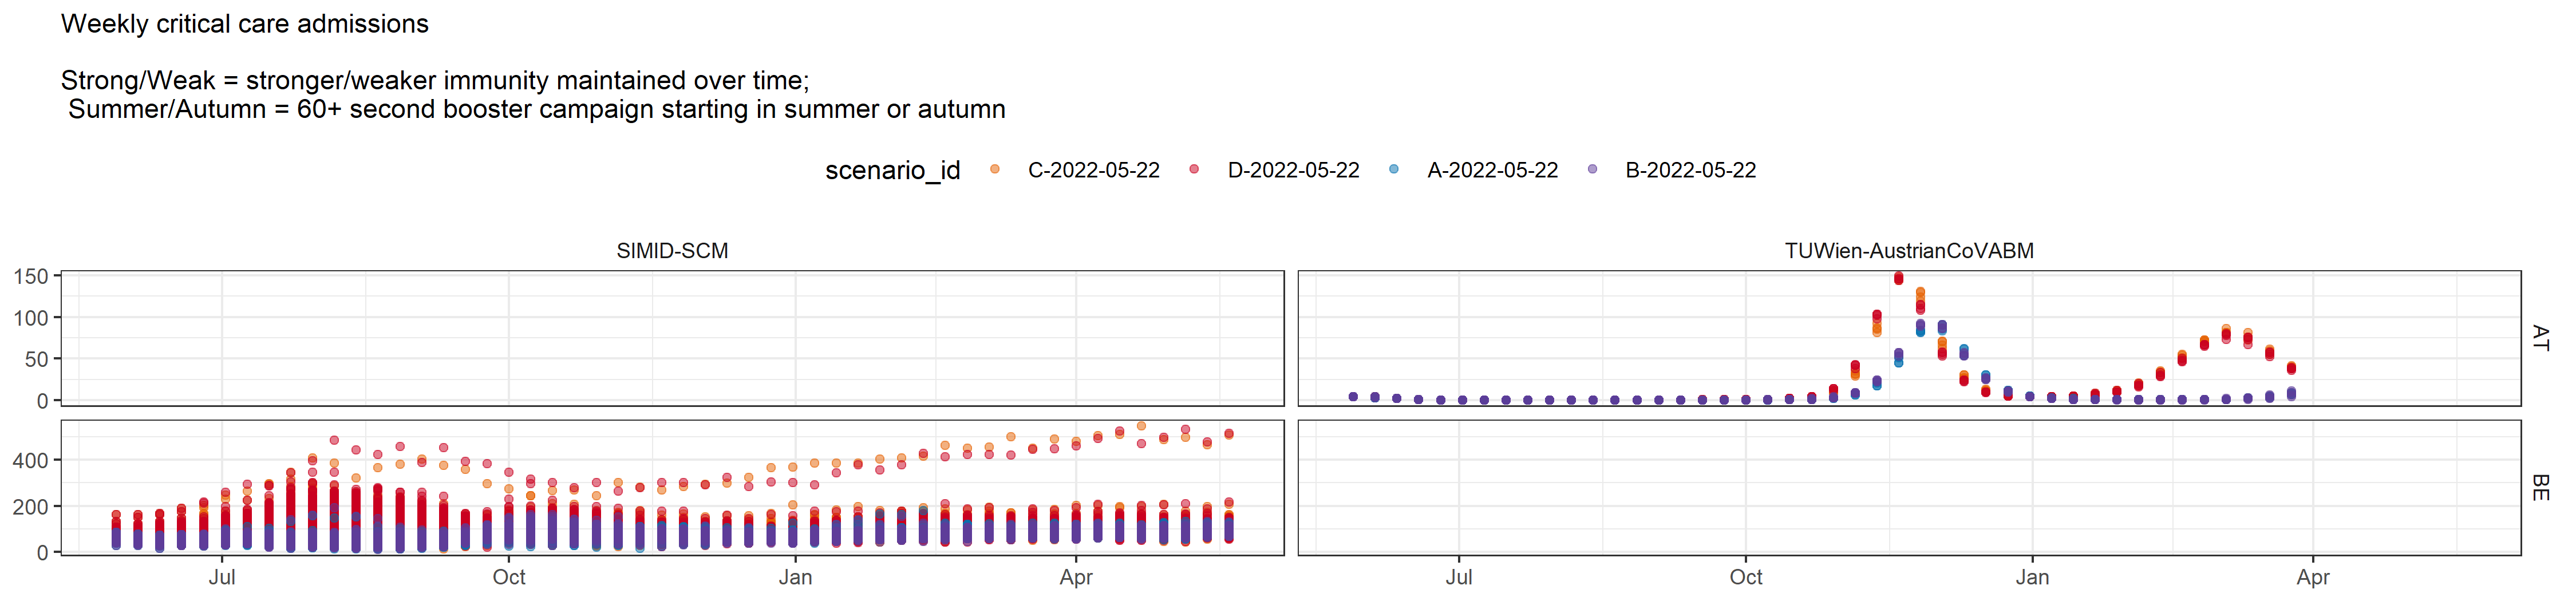 Weekly critical care admissions
Strong/Weak = stronger/weaker immunity maintained over time;
Summer/Autumn = 60+ second booster campaign starting in summer or autumn
scenario_id C-2022-05-22 D-2022-05-22 A-2022-05-22 B-2022-05-22
SIMID-SCM TUWien-AustrianCoVABM
150
100
50
0
AT
400
200
0
BE
Jul Oct Jan Apr Jul Oct Jan Apr